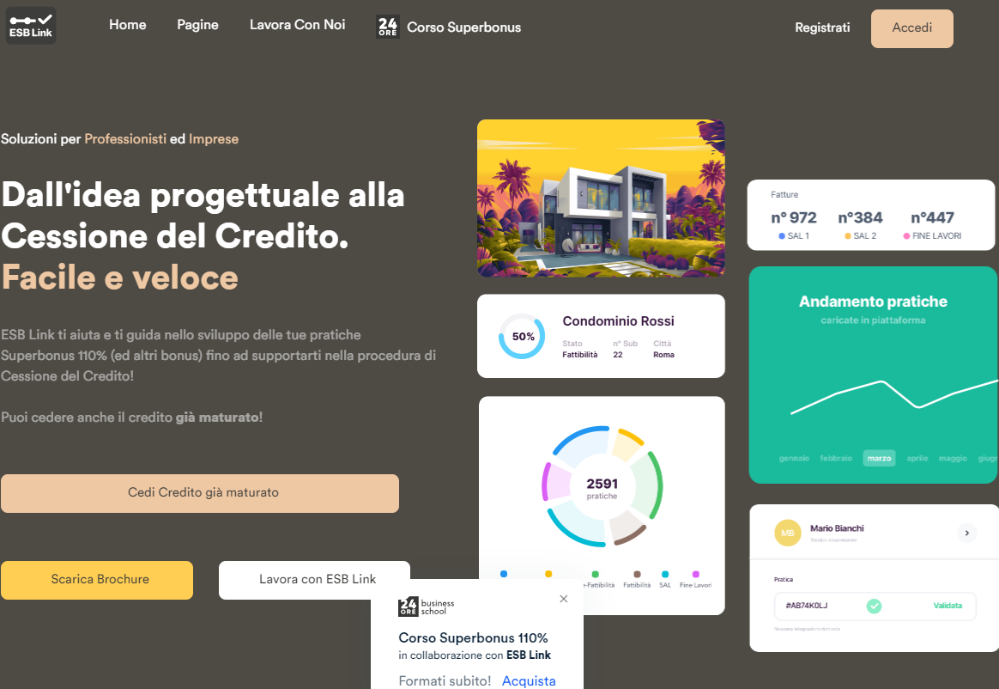 ESB Link
Home
Pagine
Lavora Con Noi
24 ORE
Corso Superbonus
Registrati
Accedi
Soluzioni per Professionisti ed Imprese
Dall'idea progettuale alla
Cessione del Credito.
Facile e veloce
ESB Link ti aiuta e ti guida nello sviluppo delle tue pratiche
Superbonus 110% (ed altri bonus) fino ad supportarti nella procedura di
Cessione del Credito!
Puoi cedere anche il credito già maturato!
Cedi Credito già maturato
Scarica Brochure
Lavora con ESB Link
50%
Condominio Rossi
Stato n° Sub Città
Fattibilità 22 Roma
2591
pratiche
e-Fattibilità Fattibilità SAL Fine Lavori
Fatture
n° 972 n°384 n°447
SAL 1 SAL 2 FINE LAVORI
Andamento pratiche
caricate in piattaforma
gennaio febbraio marzo aprile maggio giugr
MB
Mario Bianchi
Pratica
#AB74K0LJ
Validata
24 ORE business
school
Corso Superbonus 110%
in collaborazione con ESB Link
Formati subito! Acquista